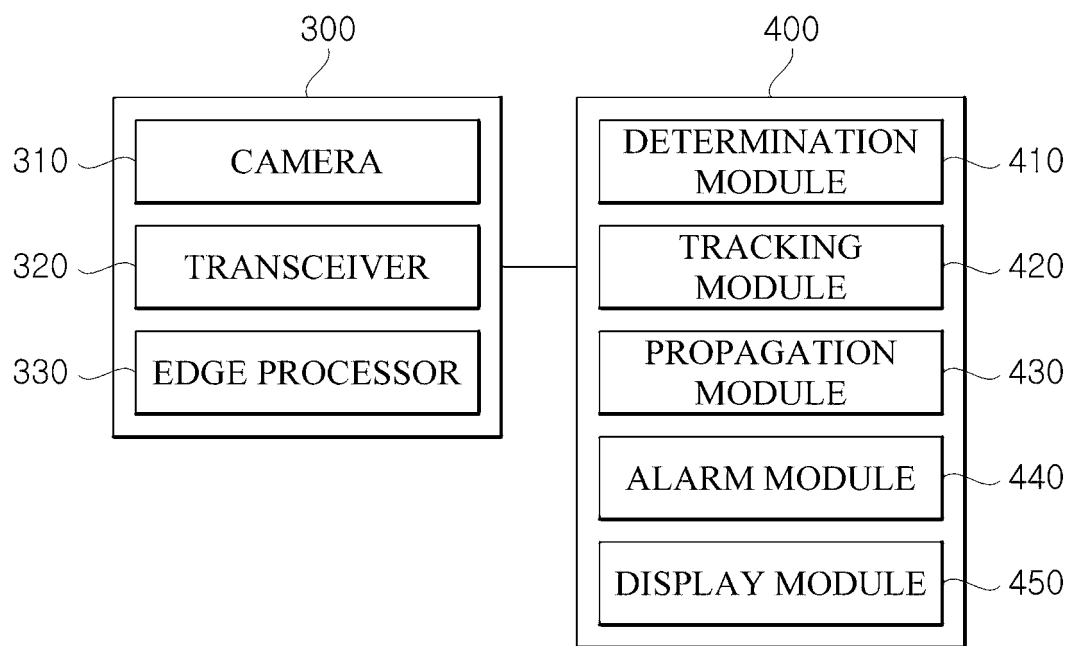 300
400
310
CAMERA
DETERMINATION
MODULE
410
320
TRANSCEIVER
TRACKING
MODULE
420
330
EDGE PROCESSOR
PROPAGATION
MODULE
430
ALARM MODULE
440
DISPLAY MODULE
450